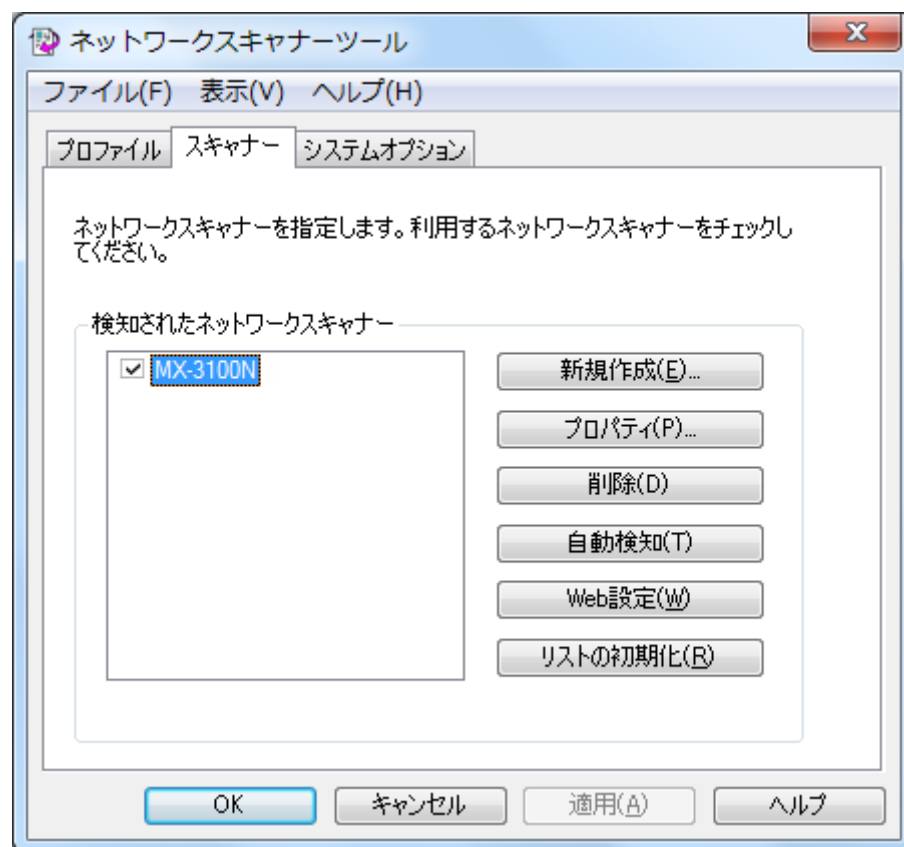 ネットワークスキャナーツール
ファイル(F) 表示(V) ヘルプ(H)
プロファイル スキャナー システムオプション
ネットワークスキャナーを指定します。利用するネットワークスキャナーをチェックし
てください。
検知されたネットワークスキャナー
MX-3100N
新規作成(E)...
プロパティ(P)...
削除(D)
自動検知(T)
Web設定(W)
リストの初期化(R)
OK キャンセル 適用(A) ヘルプ